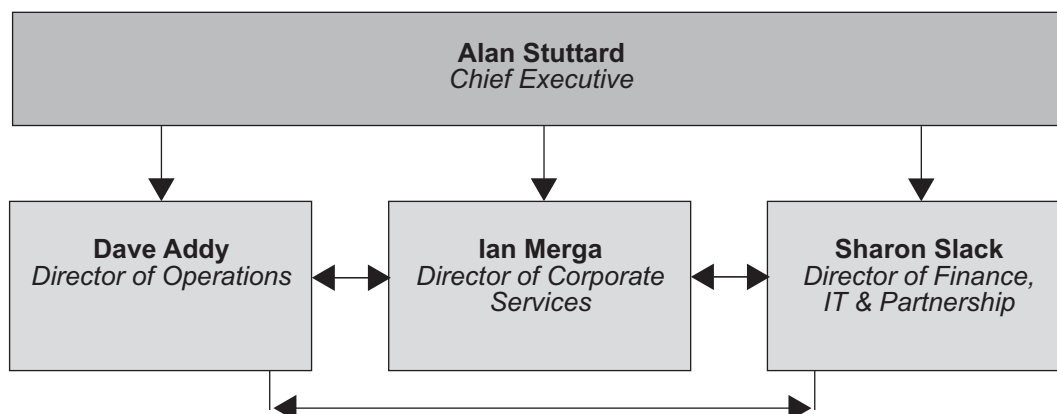 Alan Stuttard
Chief Executive
Dave Addy
Director of Operations
Ian Merga
Director of Corporate
Services
Sharon Slack
Director of Finance,
IT & Partnership